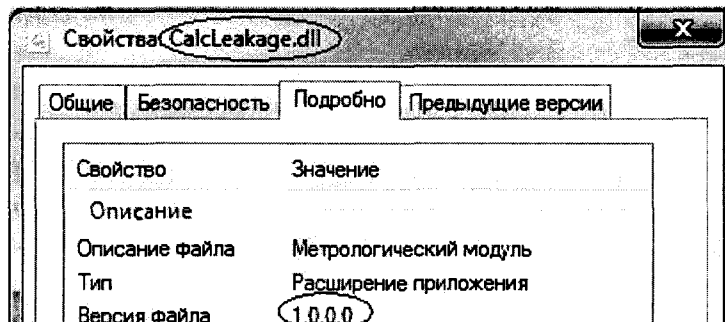 Свойства: CalcLeakage.dll
Общие Безопасность Подробно Предыдущие версии
Свойство Значение
Описание
Описание файла Метрологический модуль
Тип Расширение приложения
Версия файла 1.0.0.0